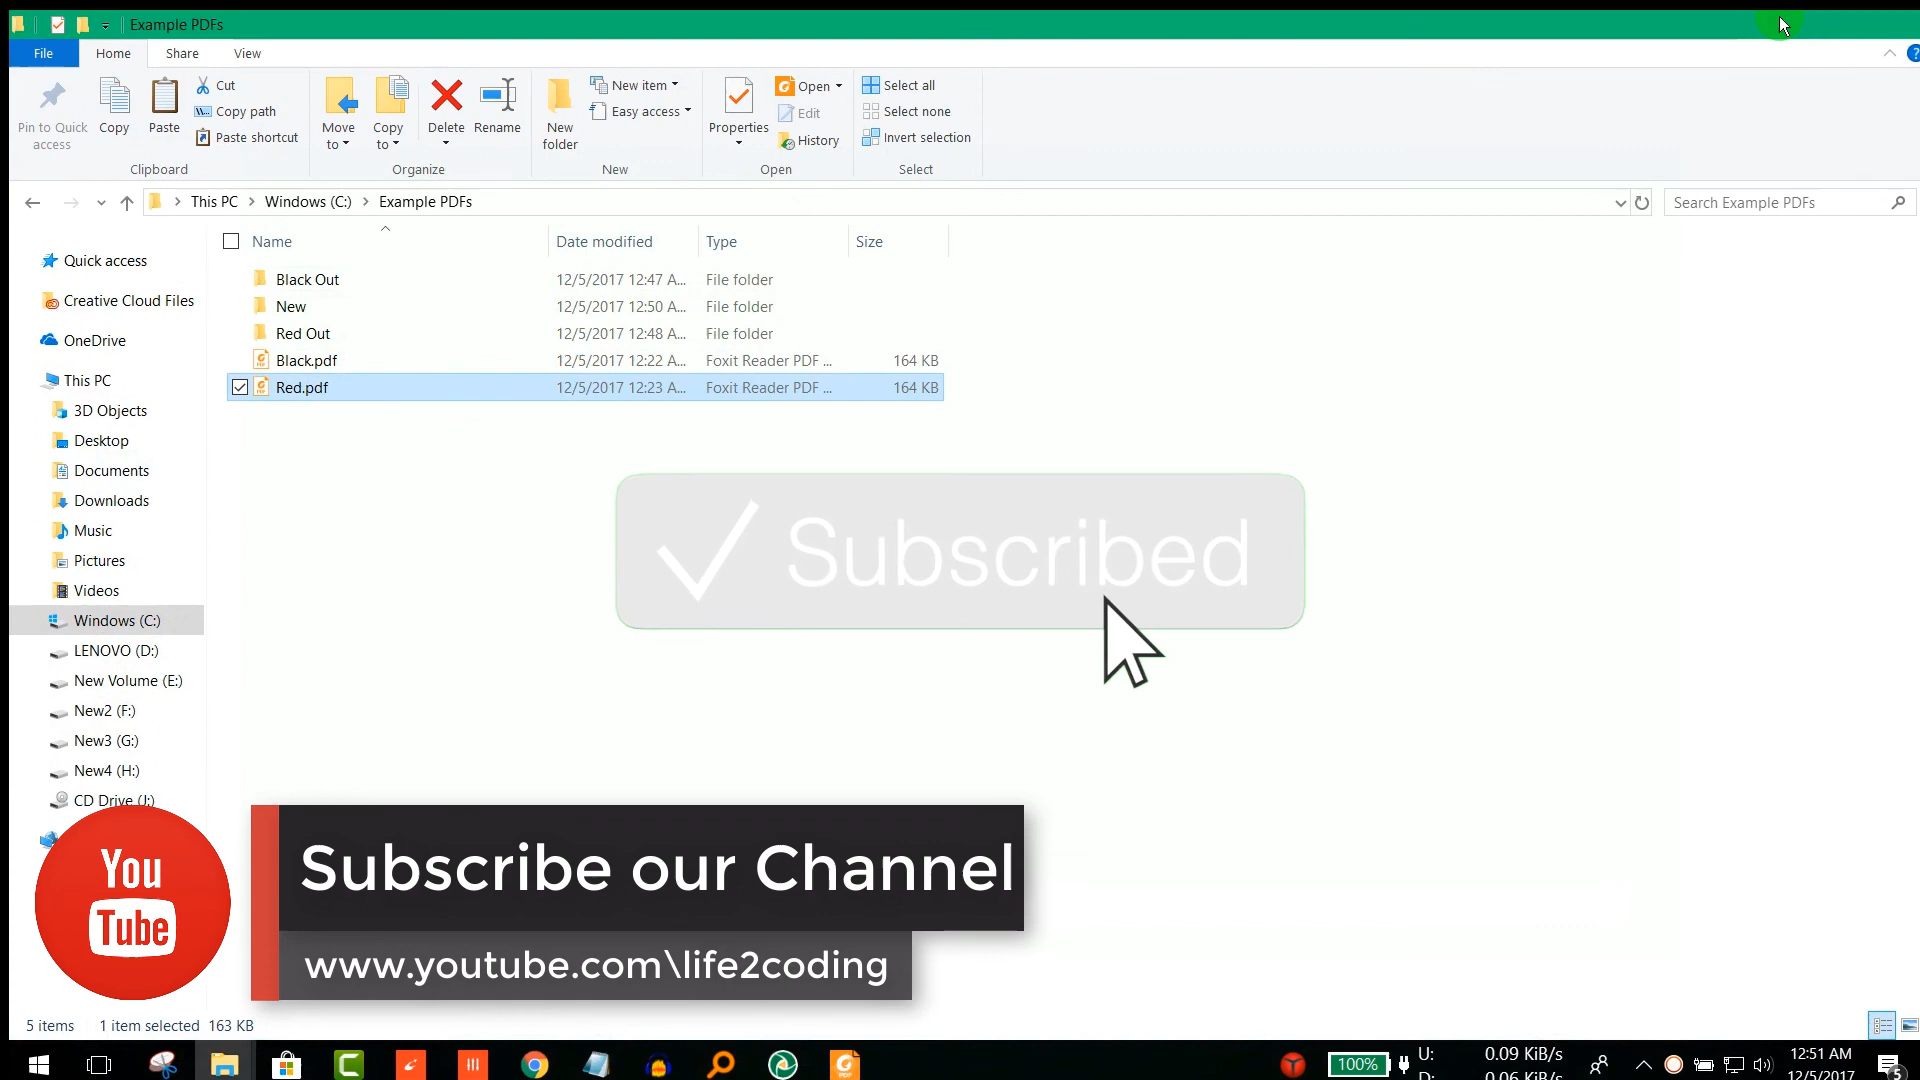 Example PDFs
File Home Share View
Pin to Quick access
Copy
Paste
Cut
Copy path
Paste shortcut
Clipboard
Move to
Copy to
Delete
Rename
Organize
New folder
New item
Easy access
New
Properties
Open
Edit
History
Open
Select all
Select none
Invert selection
Select
This PC Windows (C:) Example PDFs
Search Example PDFs
Name Date modified Type Size
Black Out 12/5/2017 12:47 A... File folder
New 12/5/2017 12:50 A... File folder
Red Out 12/5/2017 12:48 A... File folder
Black.pdf 12/5/2017 12:22 A... Foxit Reader PDF ... 164 KB
Red.pdf 12/5/2017 12:23 A... Foxit Reader PDF ... 164 KB
Quick access
Creative Cloud Files
OneDrive
This PC
3D Objects
Desktop
Documents
Downloads
Music
Pictures
Videos
Windows (C:)
LENOVO (D:)
New Volume (E:)
New2 (F:)
New3 (G:)
New4 (H:)
CD Drive (J:)
Subscribed
You
Tube
Subscribe our Channel
www.youtube.com\life2coding
5 items 1 item selected 163 KB
100%
U: 0.09 KiB/s
D: 0.06 KiB/s
12:51 AM
12/5/2017
5